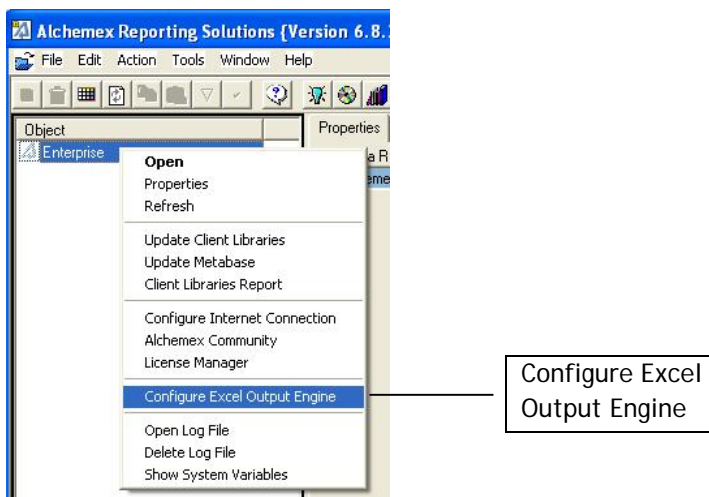 Alchemex Reporting Solutions {Version 6.8.
File Edit Action Tools Window Help
Object
Properties
Enterprise
a R
eme
Open
Properties
Refresh
Update Client Libraries
Update Metabase
Client Libraries Report
Configure Internet Connection
Alchemex Community
License Manager
Configure Excel Output Engine
Open Log File
Delete Log File
Show System Variables
Configure Excel
Output Engine